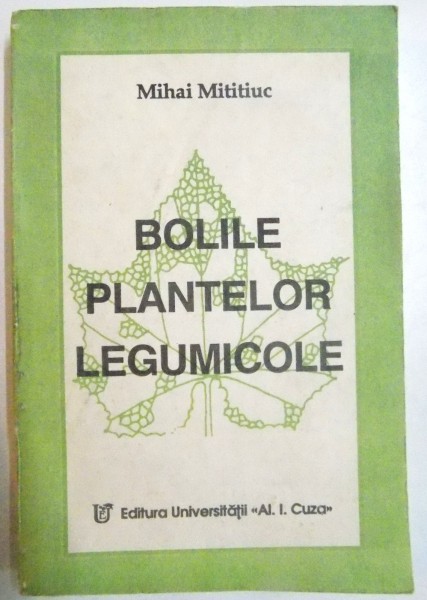 Mihai Mititiuc
BOLILE
PLANTELOR
LEGUMICOLE
Editura Universității «Al. I. Cuza»